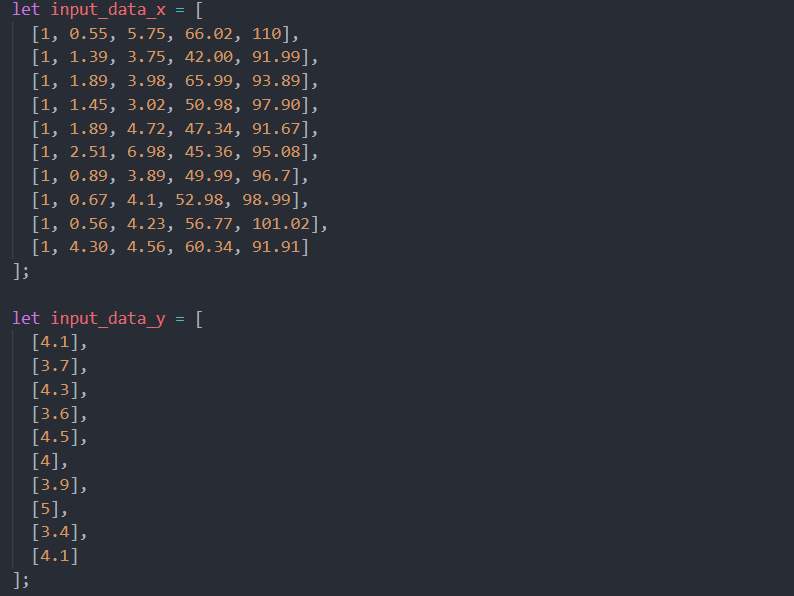 let input_data_x = [
[1, 0.55, 5.75, 66.02, 110],
[1, 1.39, 3.75, 42.00, 91.99],
[1, 1.89, 3.98, 65.99, 93.89],
[1, 1.45, 3.02, 50.98, 97.90],
[1, 1.89, 4.72, 47.34, 91.67],
[1, 2.51, 6.98, 45.36, 95.08],
[1, 0.89, 3.89, 49.99, 96.7],
[1, 0.67, 4.1, 52.98, 98.99],
[1, 0.56, 4.23, 56.77, 101.02],
[1, 4.30, 4.56, 60.34, 91.91]
];
let input_data_y = [
[4.1],
[3.7],
[4.3],
[3.6],
[4.5],
[4],
[3.9],
[5],
[3.4],
[4.1]
];